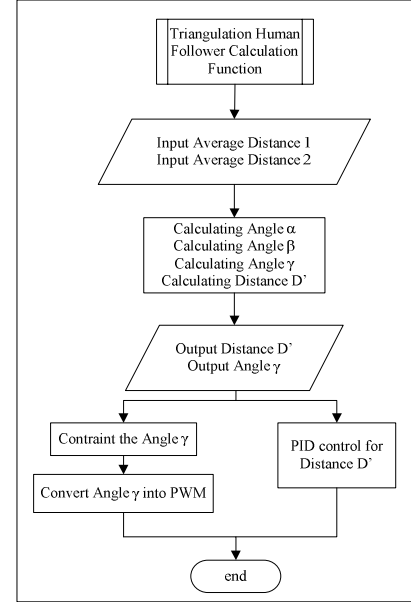 Triangulation Human
Follower Calculation
Function
Input Average Distance 1
Input Average Distance 2
Calculating Angle α
Calculating Angle β
Calculating Angle γ
Calculating Distance D’
Output Distance D’
Output Angle γ
Contraint the Angle γ
Convert Angle γ into PWM
PID control for
Distance D’
end